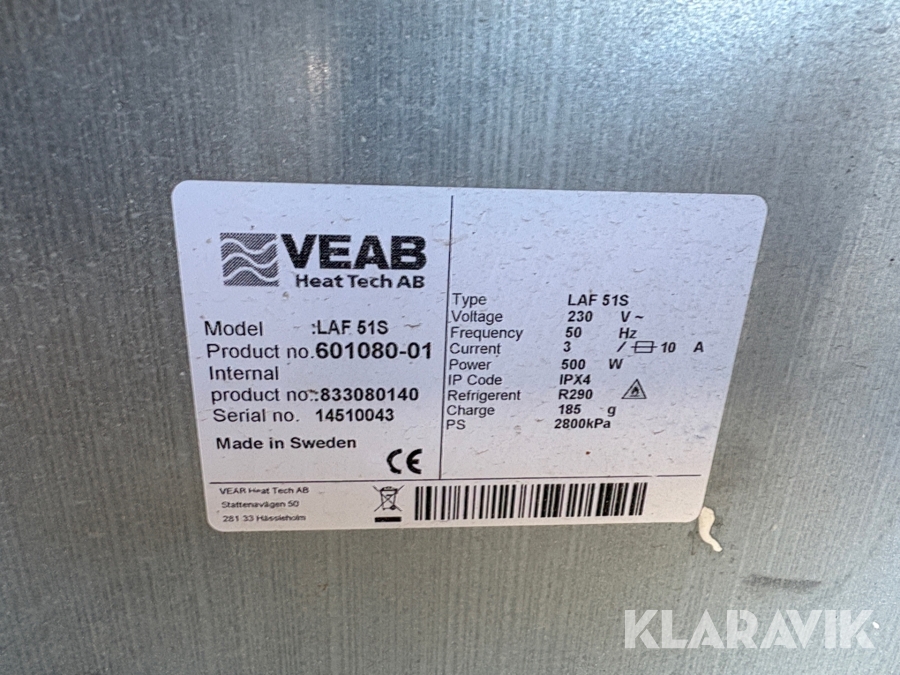 VEAB
Heat Tech AB
Model :LAF 51S
Product no.601080-01
Internal
product no.:833080140
Serial no. 14510043
Made in Sweden
CE
Type LAF 51S
Voltage 230 V ~
Frequency 50 Hz
Current 3 / 10 A
Power 500 W
IP Code IPX4
Refrigerent R290
Charge 185 g
PS 2800kPa
VEAB Heat Tech AB
Stattenavägen 50
281 33 Hässleholm
KLARAVIK